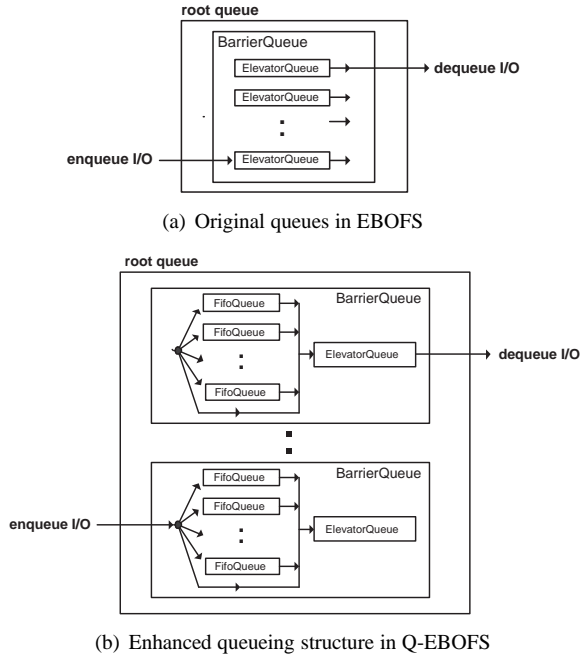 root queue
BarrierQueue
ElevatorQueue
dequeue I/O
ElevatorQueue
:
enqueue I/O
ElevatorQueue
(a) Original queues in EBOFS
root queue
BarrierQueue
FifoQueue
FifoQueue
ElevatorQueue
dequeue I/O
:
FifoQueue
:
BarrierQueue
FifoQueue
FifoQueue
enqueue I/O
:
ElevatorQueue
FifoQueue
(b) Enhanced queueing structure in Q-EBOFS